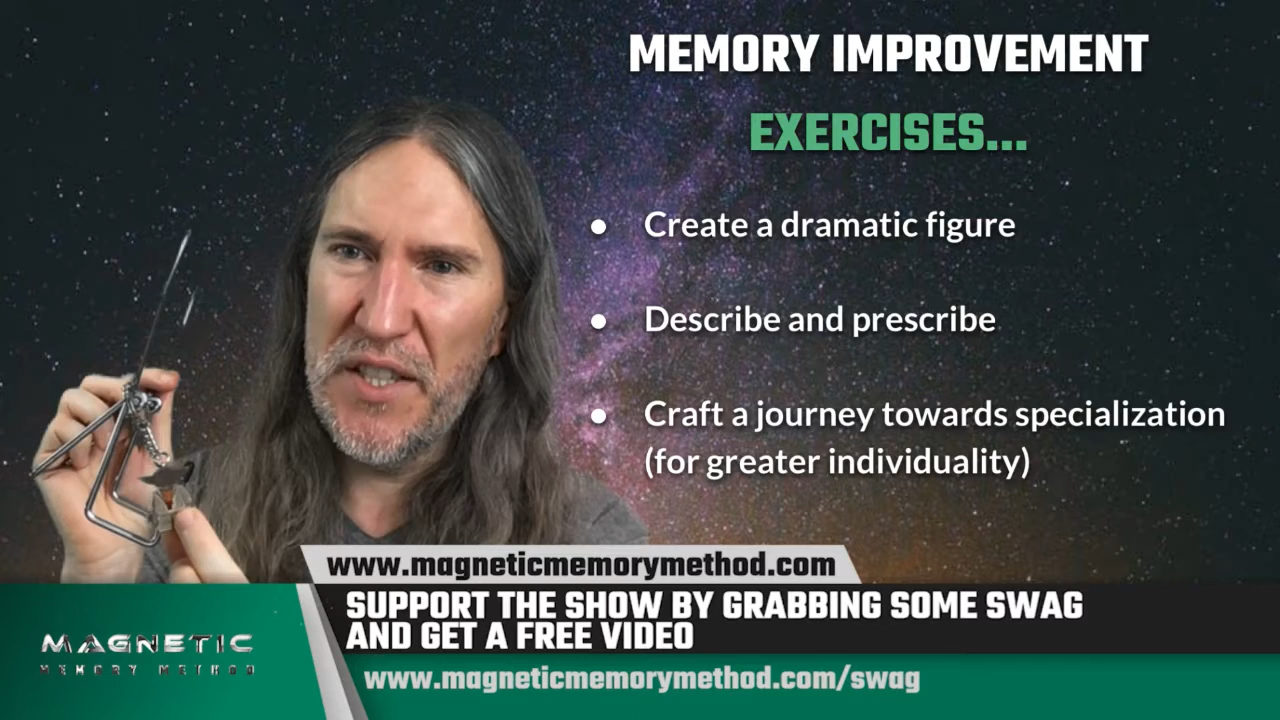 MEMORY IMPROVEMENT
EXERCISES...
● Create a dramatic figure
● Describe and prescribe
● Craft a journey towards specialization
(for greater individuality)
www.magneticmemorymethod.com
SUPPORT THE SHOW BY GRABBING SOME SWAG
AND GET A FREE VIDEO
www.magneticmemorymethod.com/swag
MAGNETIC
MEMORY METHOD